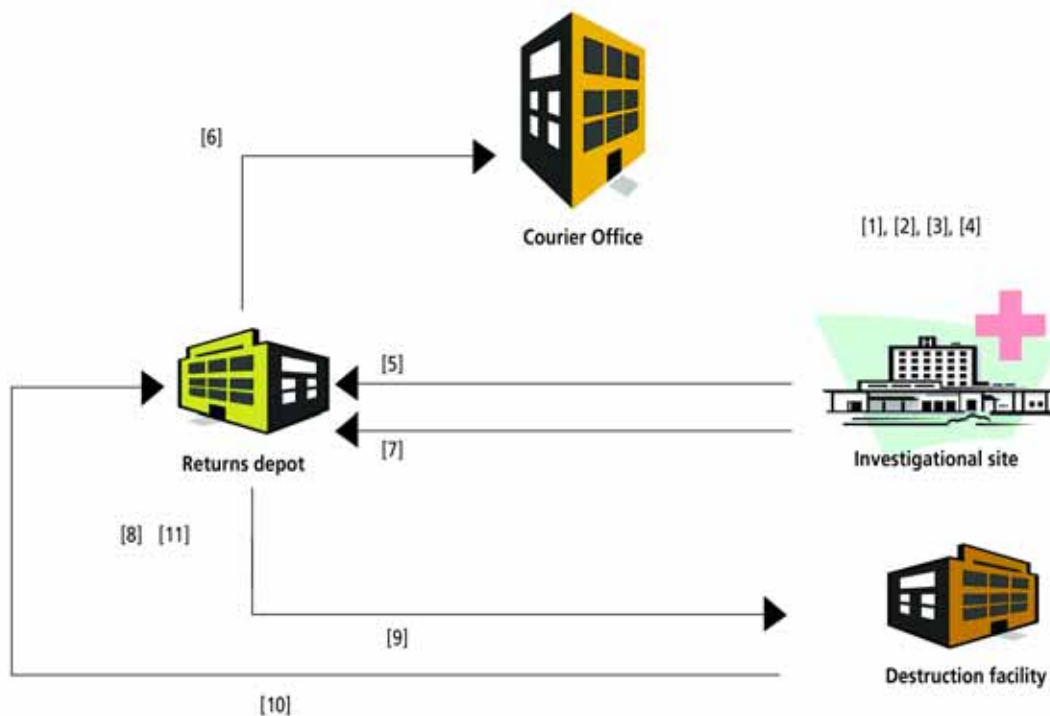 [6]
Courier Office
[1], [2], [3], [4]
[5]
[7]
Returns depot
Investigational site
[8] [11]
[9]
Destruction facility
[10]